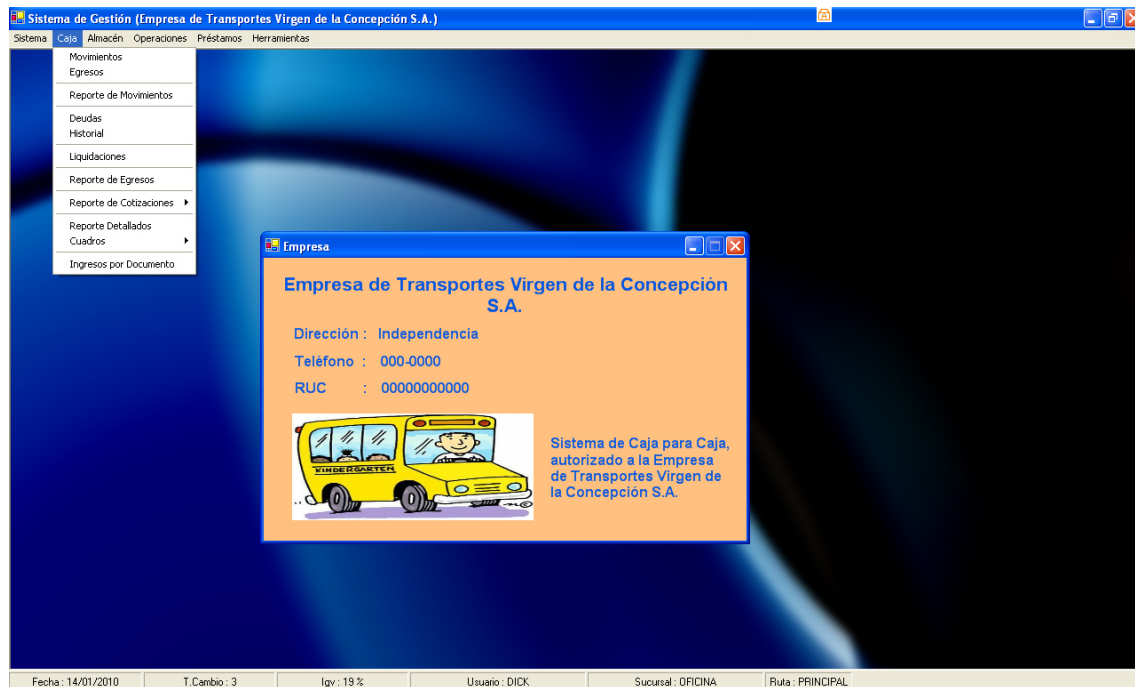 Sistema de Gestión (Empresa de Transportes Virgen de la Concepción S.A.)
Sistema Caja Almacén Operaciones Préstamos Herramientas
Movimientos
Egresos
Reporte de Movimientos
Deudas
Historial
Liquidaciones
Reporte de Egresos
Reporte de Cotizaciones
Reporte Detallados
Cuadros
Ingresos por Documento
Empresa
Empresa de Transportes Virgen de la Concepción
S.A.
Dirección : Independencia
Teléfono : 000-0000
RUC : 00000000000
KINDERGARTEN
Sistema de Caja para Caja,
autorizado a la Empresa
de Transportes Virgen de
la Concepción S.A.
Fecha : 14/01/2010 T.Cambio : 3 Igv : 19 % Usuario : DICK Sucursal : OFICINA Ruta : PRINCIPAL